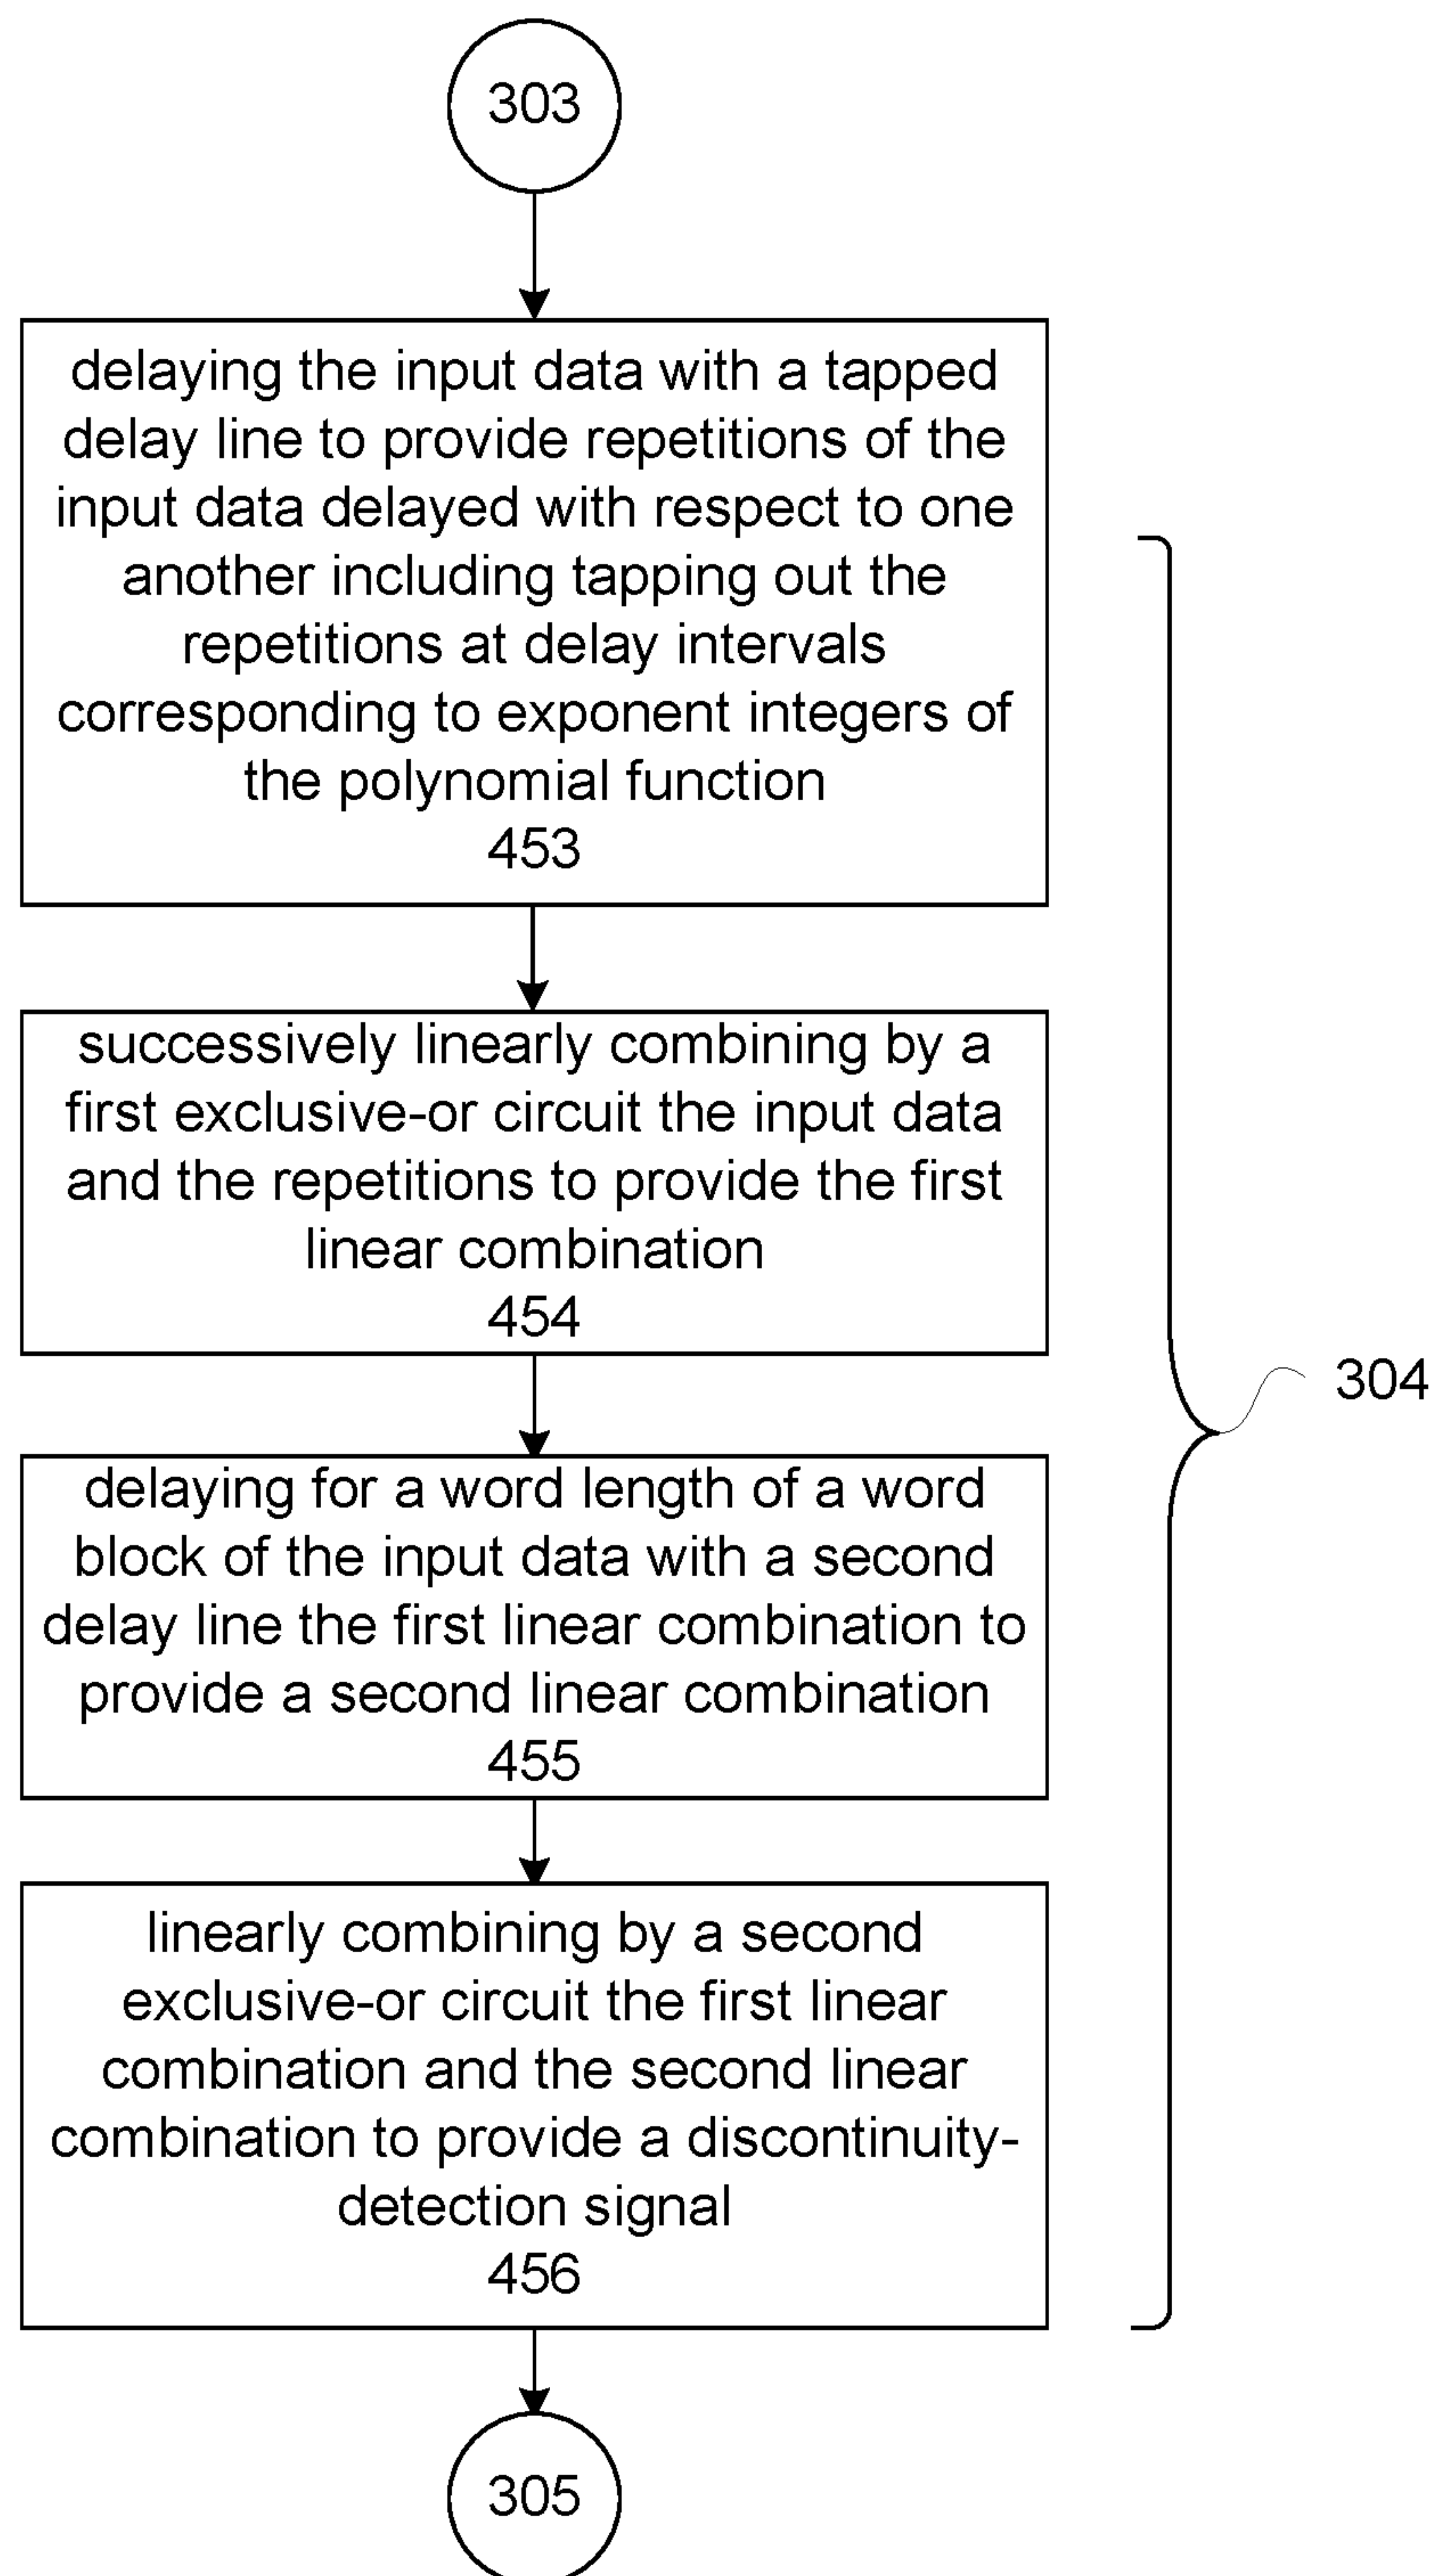 303
delaying the input data with a tapped
delay line to provide repetitions of the
input data delayed with respect to one
another including tapping out the
repetitions at delay intervals
corresponding to exponent integers of
the polynomial function
453
successively linearly combining by a
first exclusive-or circuit the input data
and the repetitions to provide the first
linear combination
454
304
delaying for a word length of a word
block of the input data with a second
delay line the first linear combination to
provide a second linear combination
455
linearly combining by a second
exclusive-or circuit the first linear
combination and the second linear
combination to provide a discontinuity-
detection signal
456
305